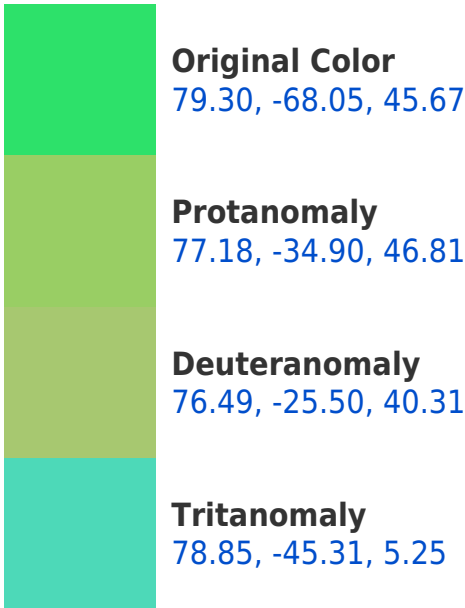 Original Color
79.30, -68.05, 45.67
Protanomaly
77.18, -34.90, 46.81
Deuteranomaly
76.49, -25.50, 40.31
Tritanomaly
78.85, -45.31, 5.25